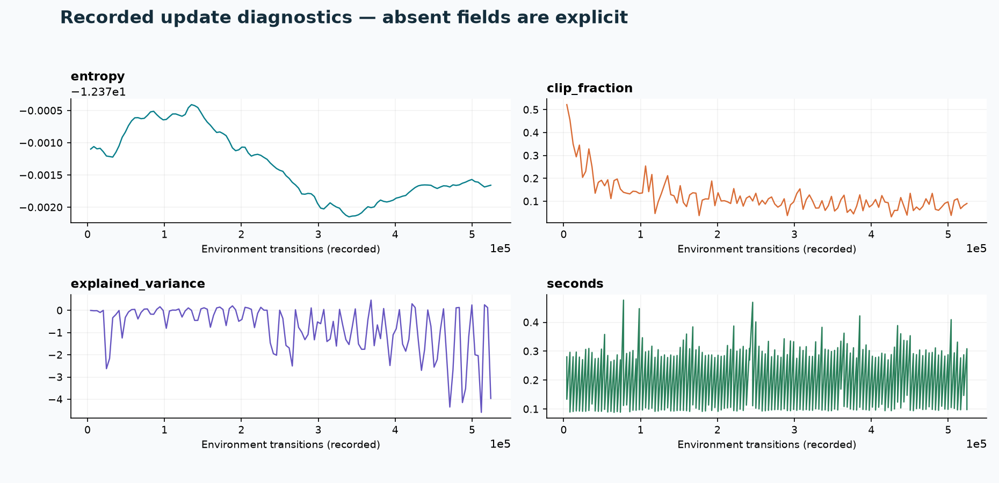 Recorded update diagnostics — absent fields are explicit
entropy
−1.237e1
−0.0005
−0.0010
−0.0015
−0.0020
0 1 2 3 4 5
1e5
Environment transitions (recorded)
clip_fraction
0.5
0.4
0.3
0.2
0.1
0 1 2 3 4 5
1e5
Environment transitions (recorded)
explained_variance
0
−1
−2
−3
−4
0 1 2 3 4 5
1e5
Environment transitions (recorded)
seconds
0.4
0.3
0.2
0.1
0 1 2 3 4 5
1e5
Environment transitions (recorded)